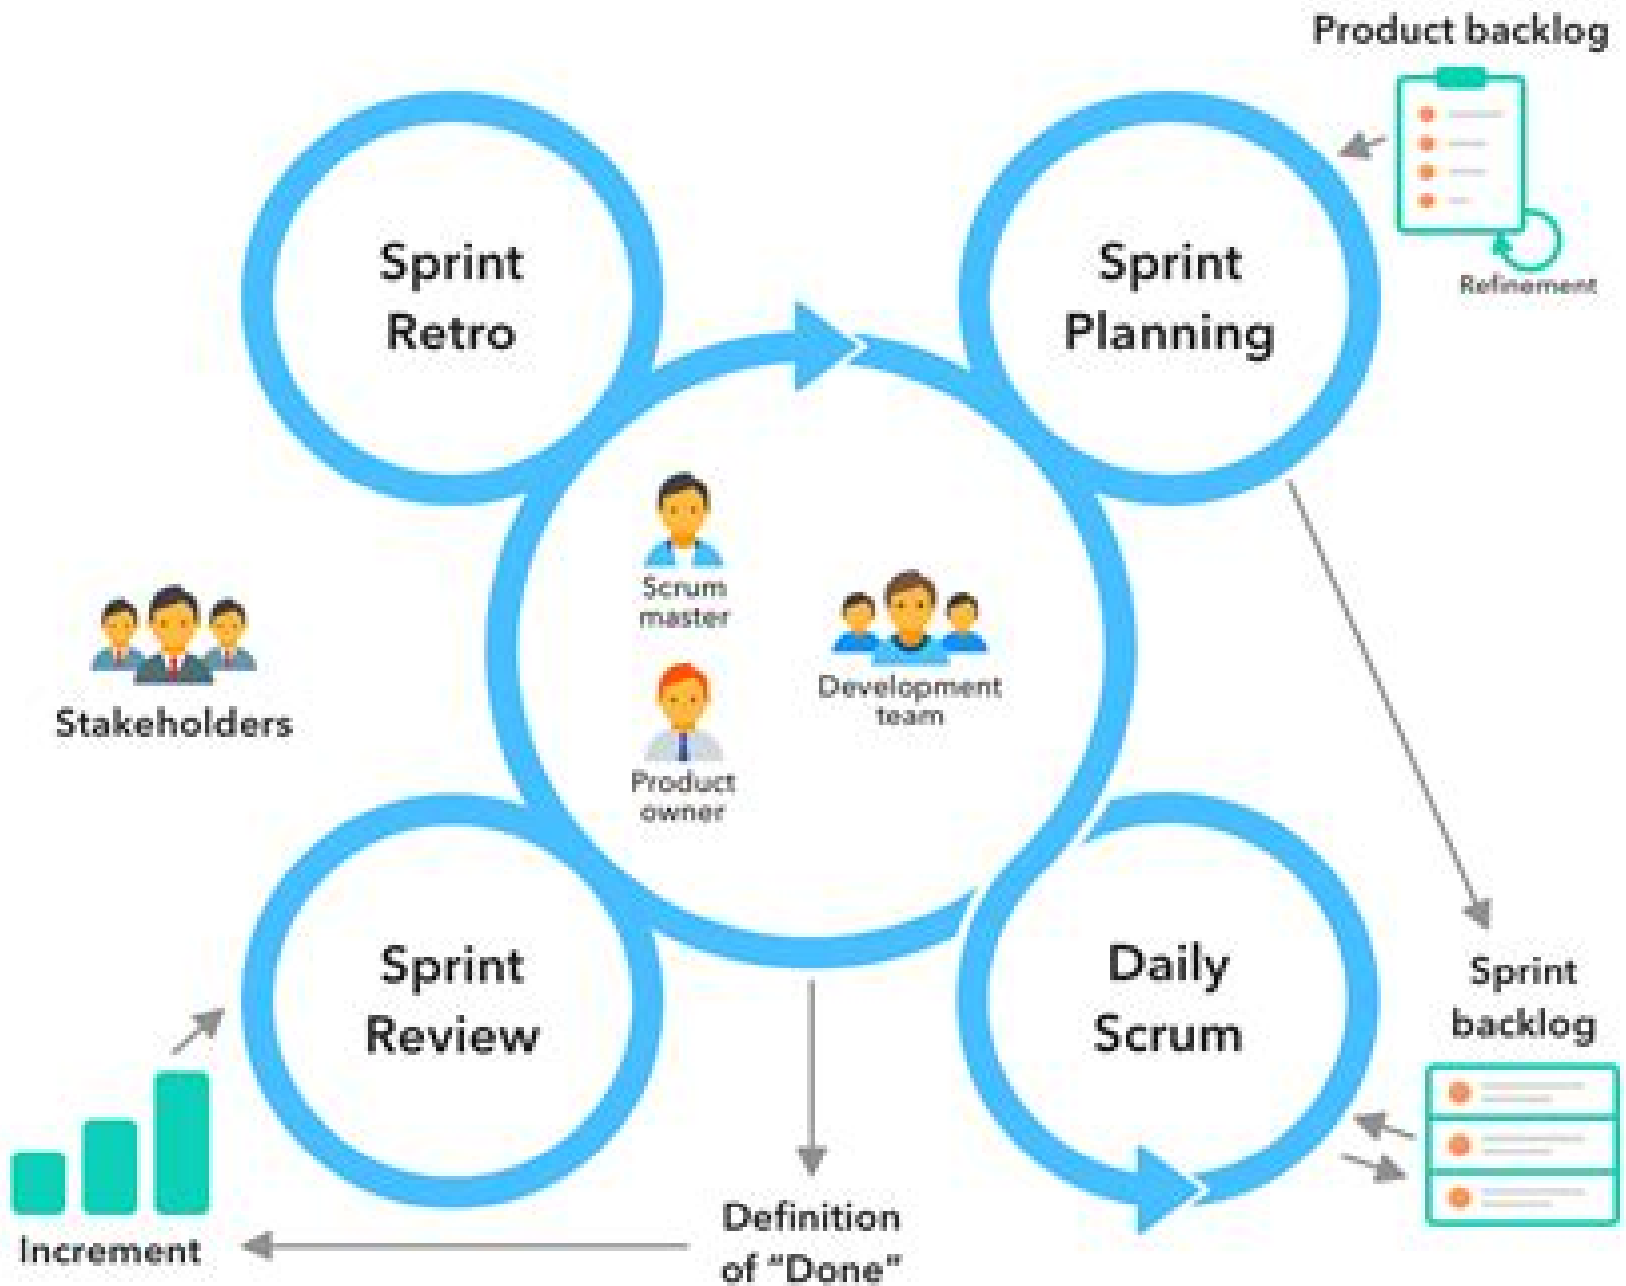 Product backlog
Refinement
Sprint
Retro
Sprint
Planning
Scrum
master
Development
team
Product
owner
Stakeholders
Sprint
Review
Daily
Scrum
Sprint
backlog
Increment
Definition
of “Done”